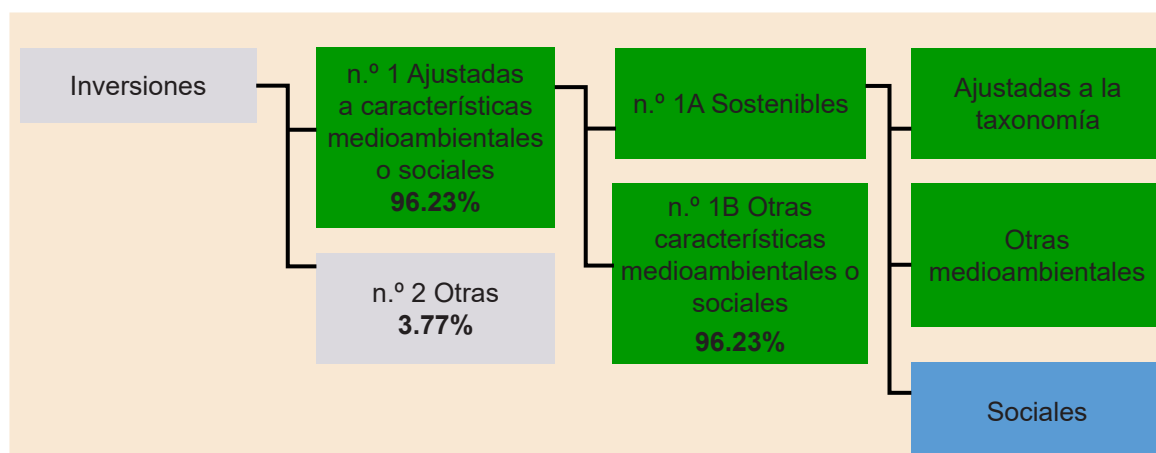 Inversiones
n.º 1 Ajustadas
a características
medioambientales
o sociales
96.23%
n.º 2 Otras
3.77%
n.º 1A Sostenibles
n.º 1B Otras
características
medioambientales o
sociales
96.23%
Ajustadas a la
taxonomía
Otras
medioambientales
Sociales